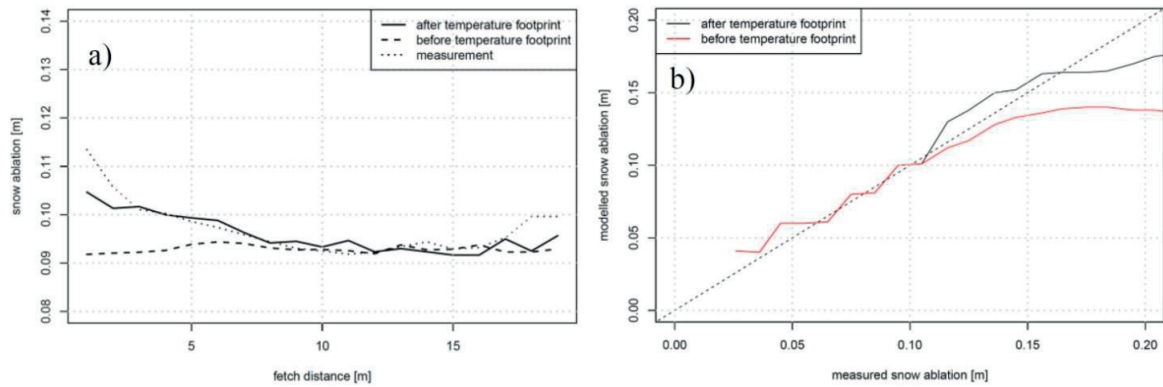 a)
after temperature footprint
before temperature footprint
measurement
snow ablation [m]
0.14
0.13
0.12
0.11
0.10
0.09
0.08
5
10
15
fetch distance [m]
b)
after temperature footprint
before temperature footprint
modelled snow ablation [m]
0.20
0.15
0.10
0.05
0.00
0.00
0.05
0.10
0.15
0.20
measured snow ablation [m]